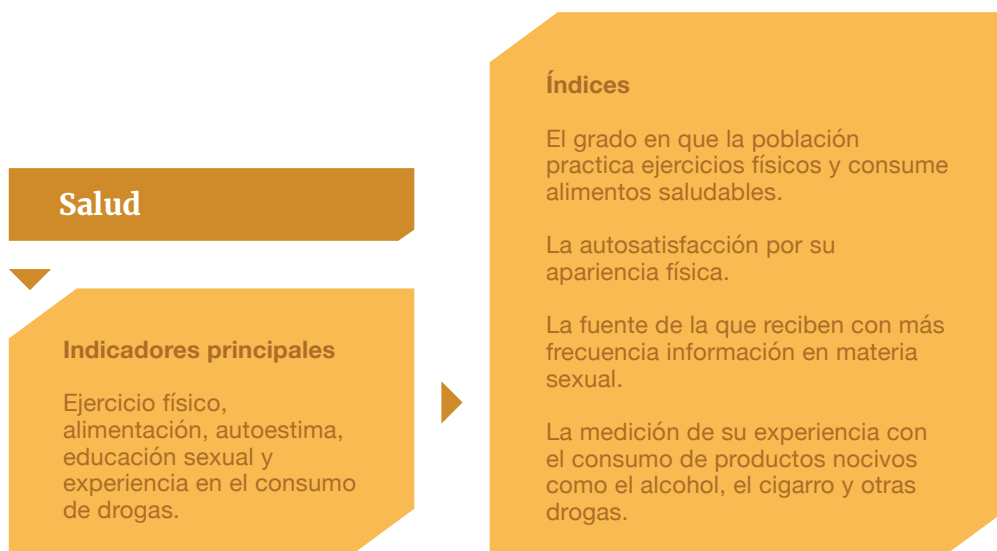 Salud
Indicadores principales
Ejercicio físico,
alimentación, autoestima,
educación sexual y
experiencia en el consumo
de drogas.
Índices
El grado en que la población
practica ejercicios físicos y consume
alimentos saludables.
La autosatisfacción por su
apariencia física.
La fuente de la que reciben con más
frecuencia información en materia
sexual.
La medición de su experiencia con
el consumo de productos nocivos
como el alcohol, el cigarro y otras
drogas.